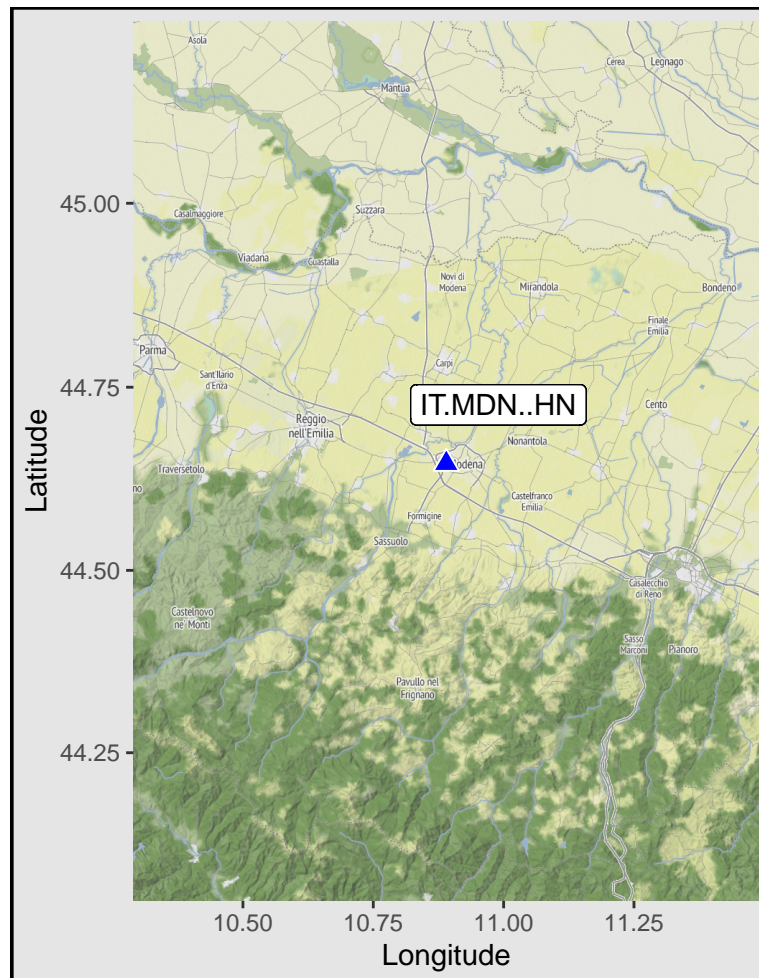 Asola
Cerea
Legnago
Mantua
45.00
Casalmaggiore
Suzzara
Viadana
Guastalla
Novi di
Modena
Mirandola
Bondeno
Finale
Emilia
Parma
44.75
Carpi
Sant'Ilario
d'Enza
IT.MDN..HN
Cento
Reggio
nell'Emilia
Nonantola
Latitude
Traversetolo
odena
no
Castelfranco
Emilia
Formigine
Sassuolo
44.50
Casalecchio
di Reno
Castelnovo
ne' Monti
Sasso
Marconi
Pianoro
Pavullo nel
Frignano
44.25
10.50
10.75
11.00
11.25
Longitude